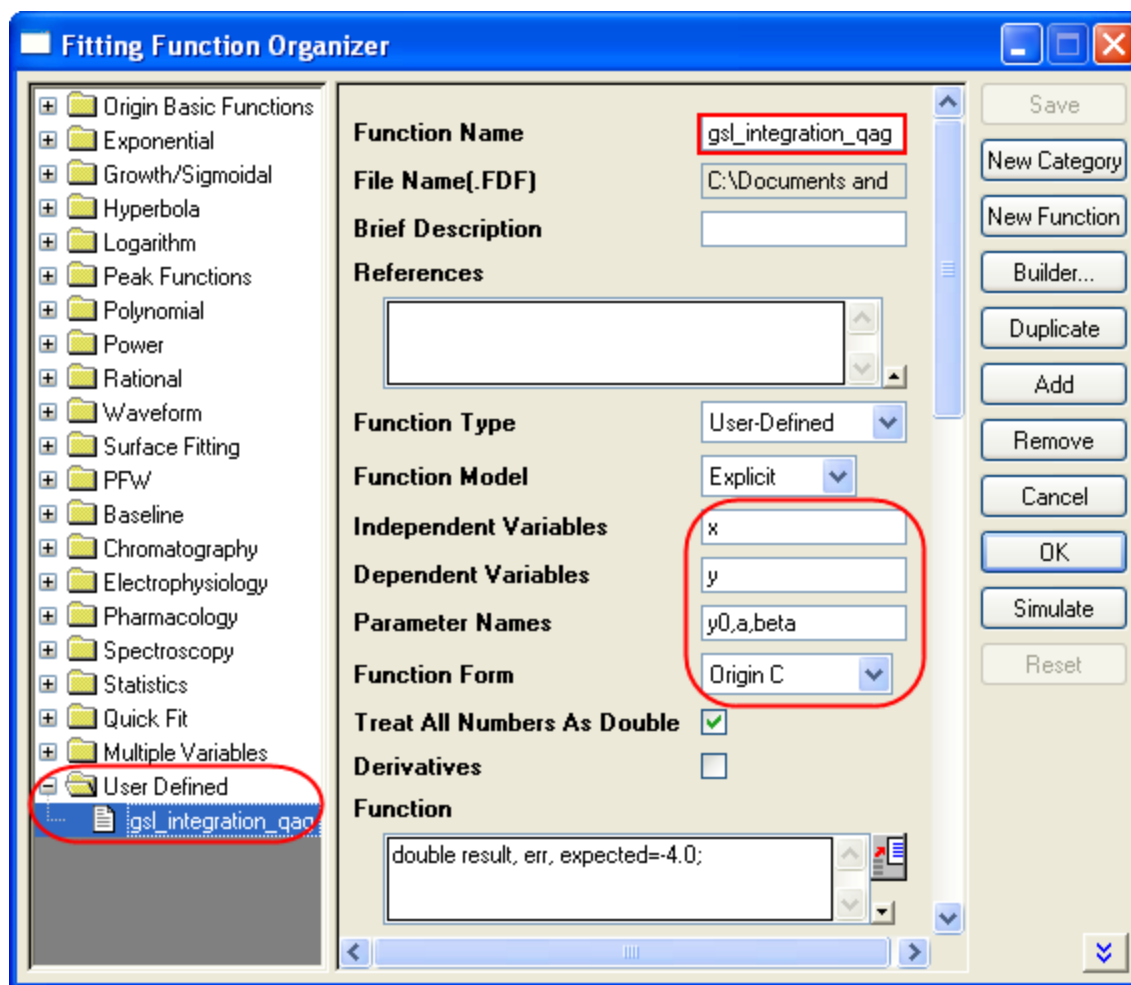 Fitting Function Organizer
Origin Basic Functions
Exponential
Growth/Sigmoidal
Hyperbola
Logarithm
Peak Functions
Polynomial
Power
Rational
Waveform
Surface Fitting
PFW
Baseline
Chromatography
Electrophysiology
Pharmacology
Spectroscopy
Statistics
Quick Fit
Multiple Variables
User Defined
gsl_integration_qag
Function Name gsl_integration_qag
File Name(.FDF) C:\Documents and
Brief Description
References
Function Type User-Defined
Function Model Explicit
Independent Variables x
Dependent Variables y
Parameter Names y0,a,beta
Function Form Origin C
Treat All Numbers As Double
Derivatives
Function
double result, err, expected=-4.0;
Save
New Category
New Function
Builder...
Duplicate
Add
Remove
Cancel
OK
Simulate
Reset